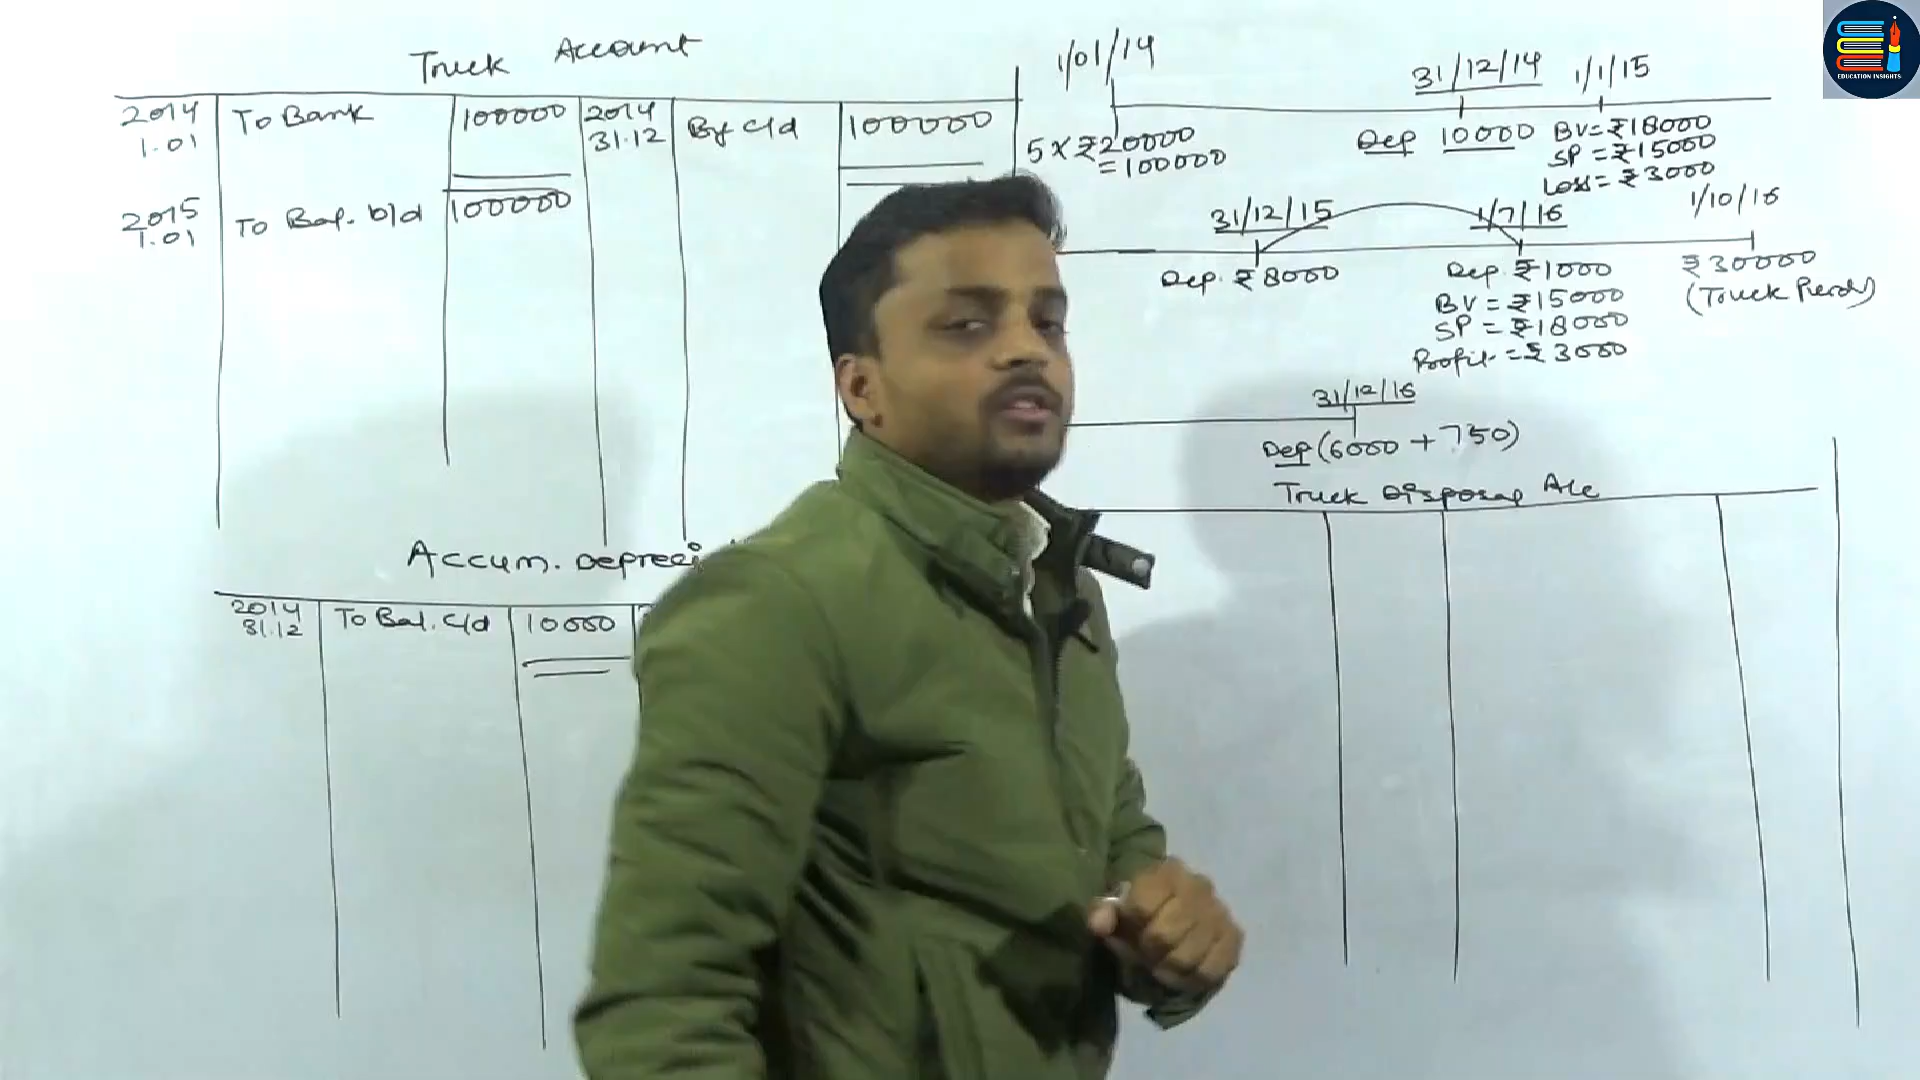 Truck Account
2014 1.01 To Bank 100000 2014 31.12 By c/d 100000
2015 1.01 To Bal. b/d 100000
1/01/14
31/12/14
1/1/15
5 x ₹20000
= 100000
Dep 10000
BV = ₹18000
SP = ₹15000
Loss = ₹3000
31/12/15
1/7/16
1/10/16
Dep. ₹8000
Dep. ₹1000
BV = ₹15000
SP = ₹18000
Profit = ₹3000
₹30000
(Truck
31/12/16
Dep (6000 + 750)
Truck Disposal A/c
Accum. Depreci
2014 31.12 To Bal. c/d 10000
EDUCATION INSIGHTS